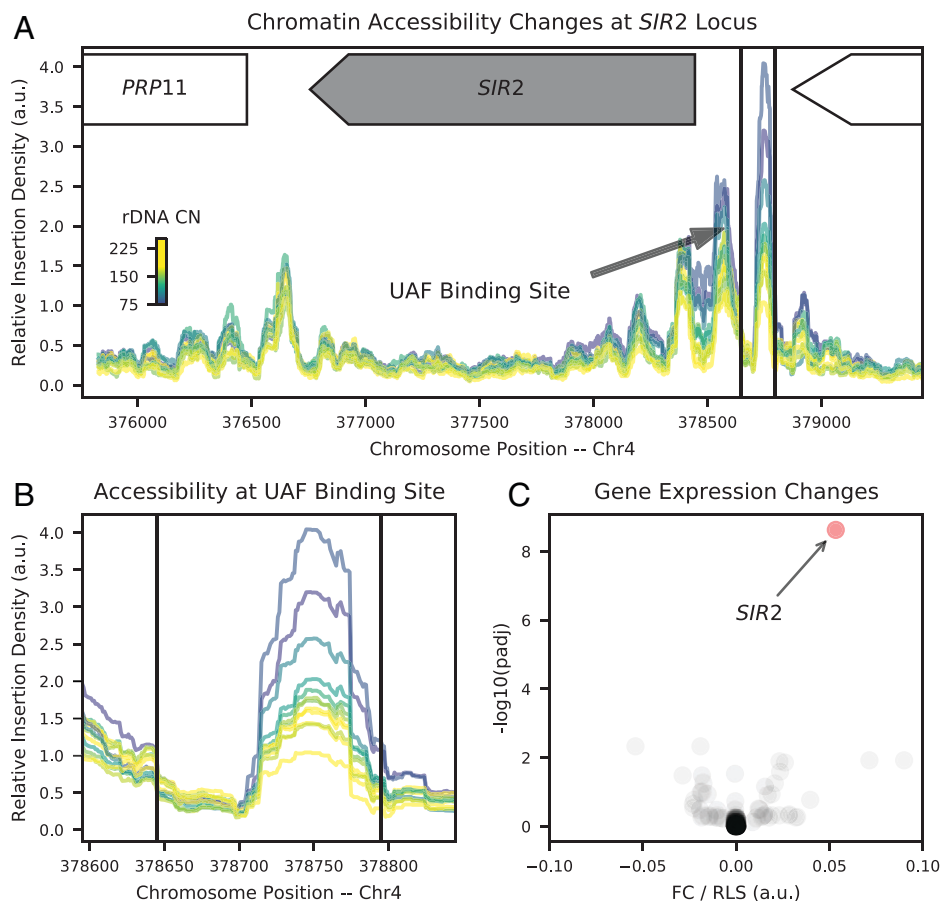 A
Chromatin Accessibility Changes at SIR2 Locus
Relative Insertion Density (a.u.)
4.0
3.5
3.0
2.5
2.0
1.5
1.0
0.5
0.0
PRP11
SIR2
rDNA CN
225
150
75
UAF Binding Site
376000 376500 377000 377500 378000 378500 379000
Chromosome Position -- Chr4
B
Accessibility at UAF Binding Site
Relative Insertion Density (a.u.)
4.0
3.5
3.0
2.5
2.0
1.5
1.0
0.5
0.0
378600 378650 378700 378750 378800
Chromosome Position -- Chr4
C
Gene Expression Changes
-log10(padj)
8
6
4
2
0
SIR2
−0.10 −0.05 0.00 0.05 0.10
FC / RLS (a.u.)